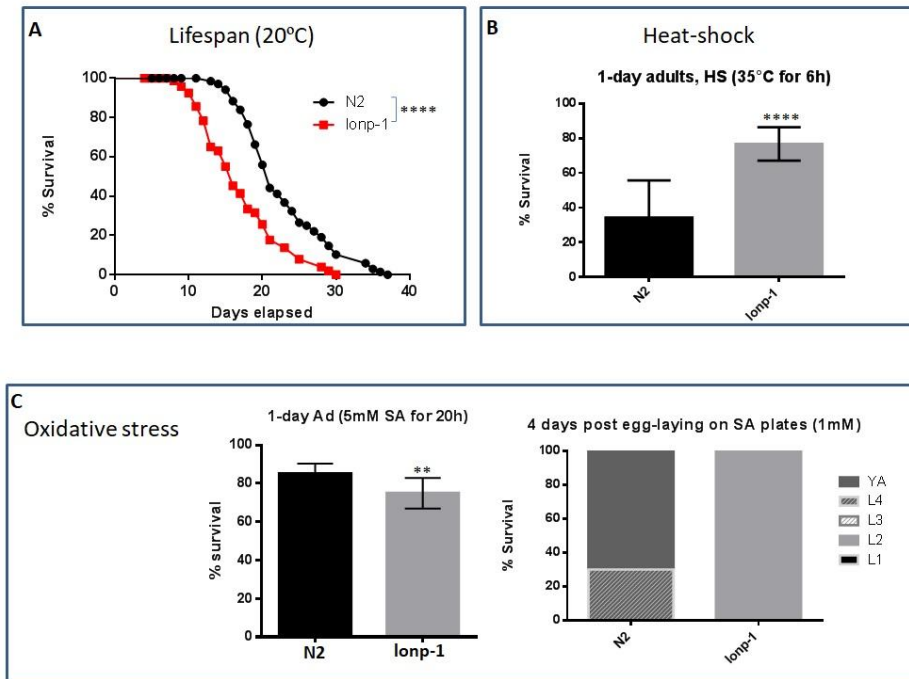 A
Lifespan (20ºC)
100
80
60
40
20
0
% Survival
N2
lonp-1
****
0 10 20 30 40
Days elapsed
B
Heat-shock
1-day adults, HS (35°C for 6h)
100
80
60
40
20
0
% Survival
****
N2 lonp-1
C
Oxidative stress
1-day Ad (5mM SA for 20h)
100
80
60
40
20
0
% survival
**
N2 lonp-1
4 days post egg-laying on SA plates (1mM)
100
80
60
40
20
0
% Survival
N2 lonp-1
YA
L4
L3
L2
L1